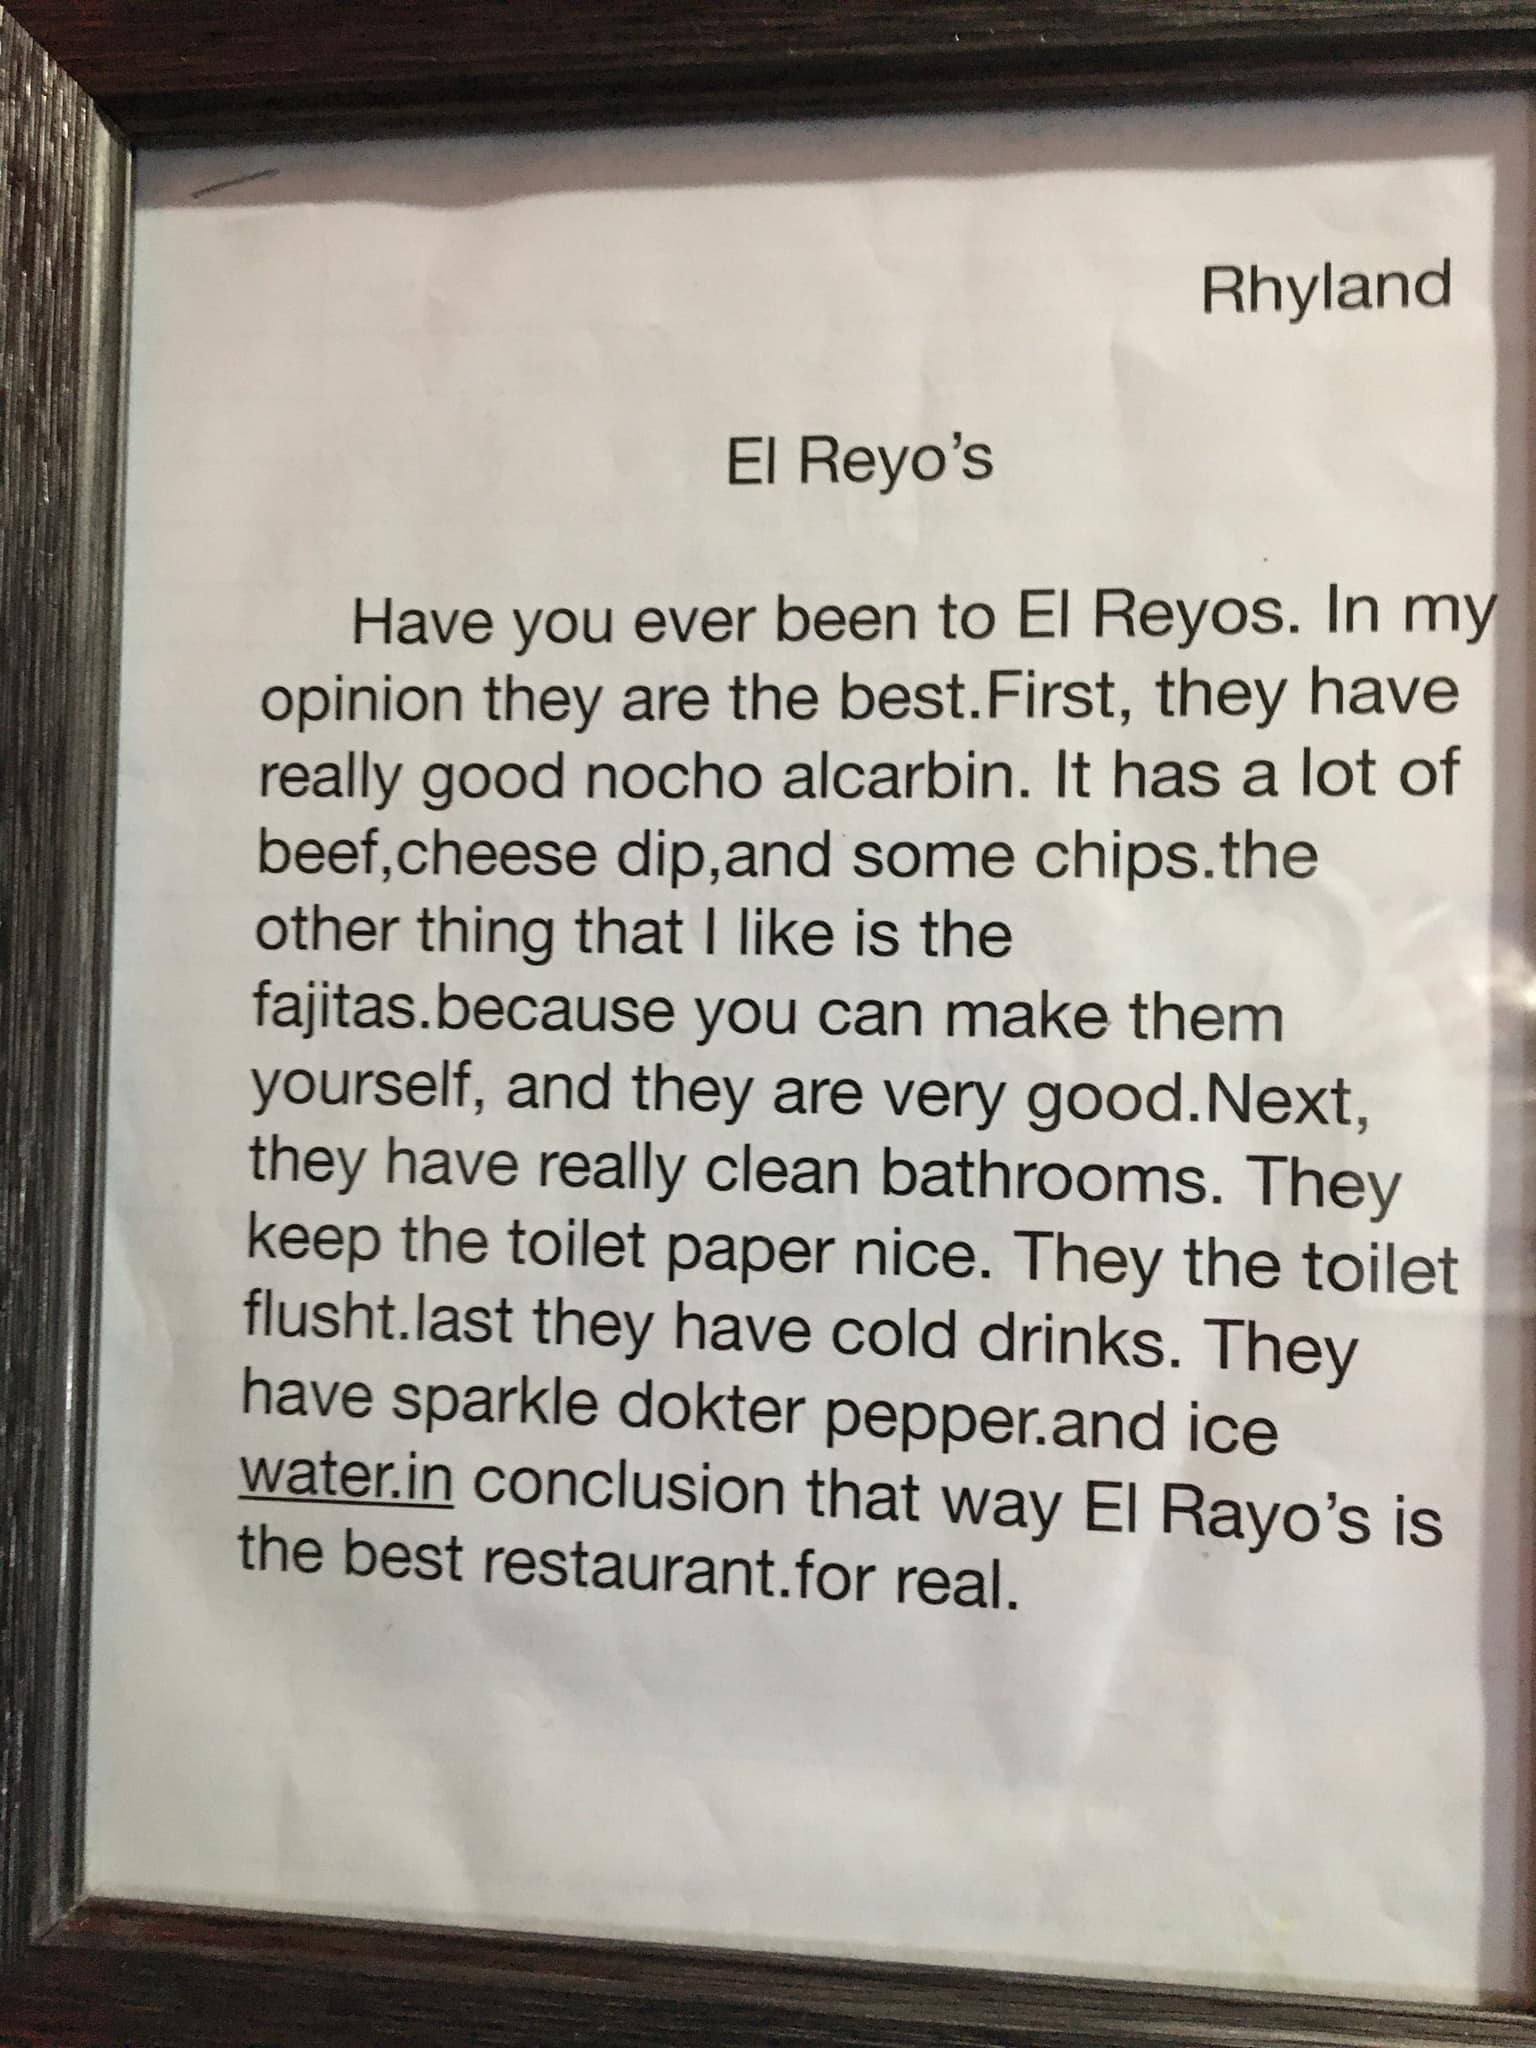 Rhyland
El Reyo's
Have you ever been to El Reyos. In my
opinion they are the best.First, they have
really good nocho alcarbin. It has a lot of
beef,cheese dip,and some chips.the
other thing that I like is the
fajitas.because you can make them
yourself, and they are very good.Next,
they have really clean bathrooms. They
keep the toilet paper nice. They the toilet
flusht.last they have cold drinks. They
have sparkle dokter pepper.and ice
water.in conclusion that way El Rayo's is
the best restaurant.for real.